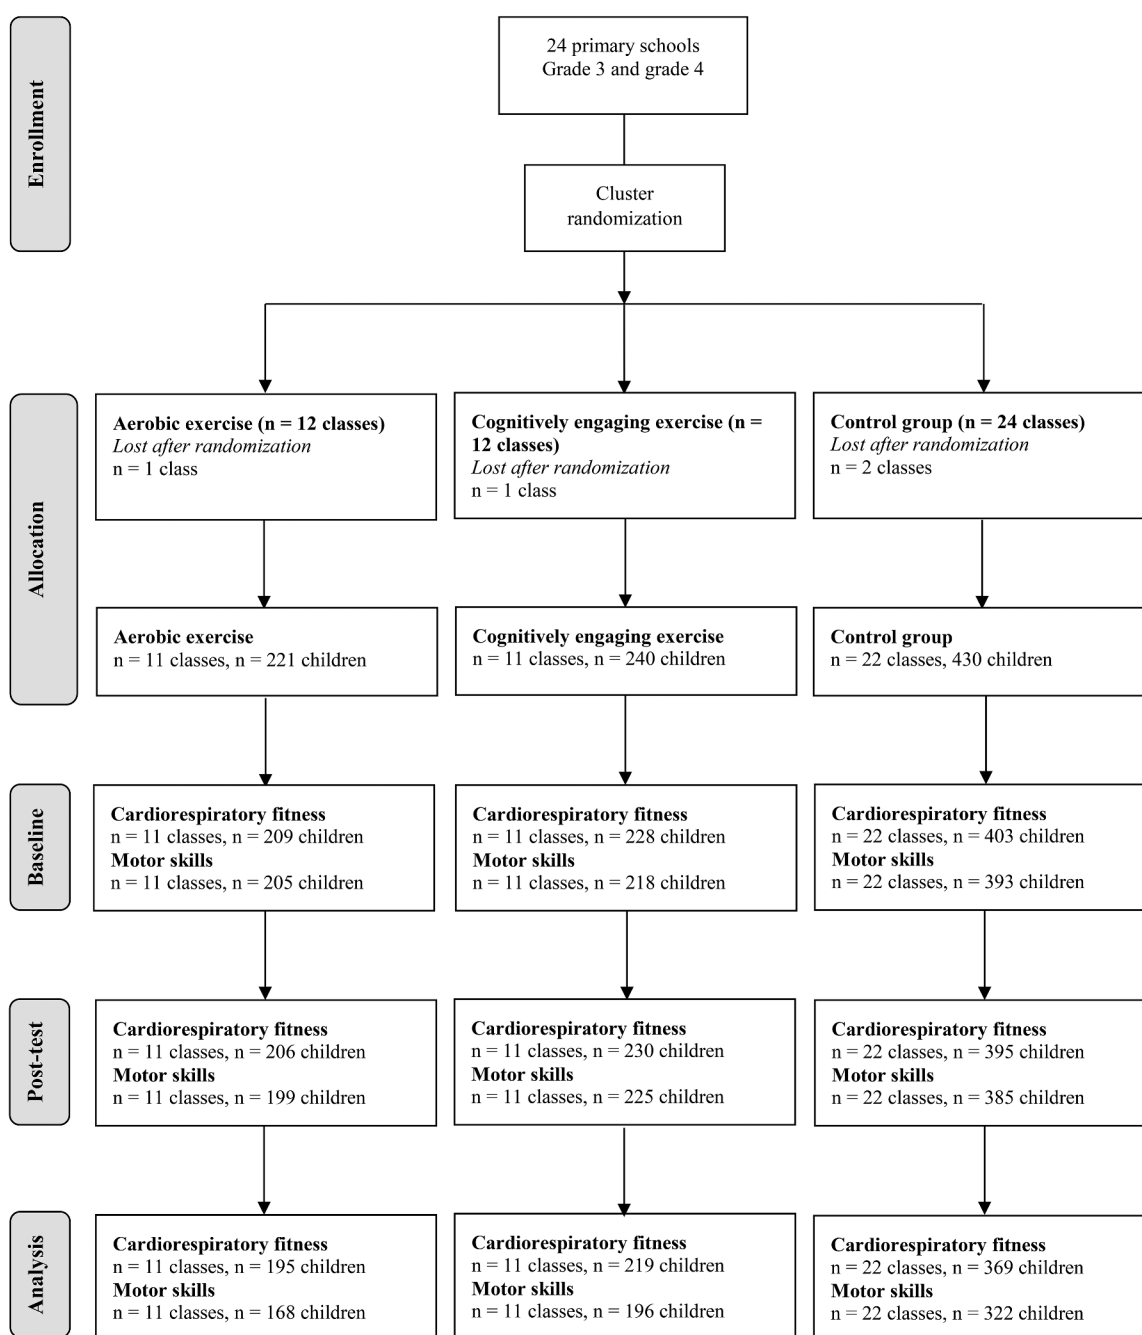 Enrollment
24 primary schools
Grade 3 and grade 4
Cluster
randomization
Allocation
Aerobic exercise (n = 12 classes)
Lost after randomization
n = 1 class
Cognitively engaging exercise (n =
12 classes)
Lost after randomization
n = 1 class
Control group (n = 24 classes)
Lost after randomization
n = 2 classes
Aerobic exercise
n = 11 classes, n = 221 children
Cognitively engaging exercise
n = 11 classes, n = 240 children
Control group
n = 22 classes, 430 children
Baseline
Cardiorespiratory fitness
n = 11 classes, n = 209 children
Motor skills
n = 11 classes, n = 205 children
Cardiorespiratory fitness
n = 11 classes, n = 228 children
Motor skills
n = 11 classes, n = 218 children
Cardiorespiratory fitness
n = 22 classes, n = 403 children
Motor skills
n = 22 classes, n = 393 children
Post-test
Cardiorespiratory fitness
n = 11 classes, n = 206 children
Motor skills
n = 11 classes, n = 199 children
Cardiorespiratory fitness
n = 11 classes, n = 230 children
Motor skills
n = 11 classes, n = 225 children
Cardiorespiratory fitness
n = 22 classes, n = 395 children
Motor skills
n = 22 classes, n = 385 children
Analysis
Cardiorespiratory fitness
n = 11 classes, n = 195 children
Motor skills
n = 11 classes, n = 168 children
Cardiorespiratory fitness
n = 11 classes, n = 219 children
Motor skills
n = 11 classes, n = 196 children
Cardiorespiratory fitness
n = 22 classes, n = 369 children
Motor skills
n = 22 classes, n = 322 children